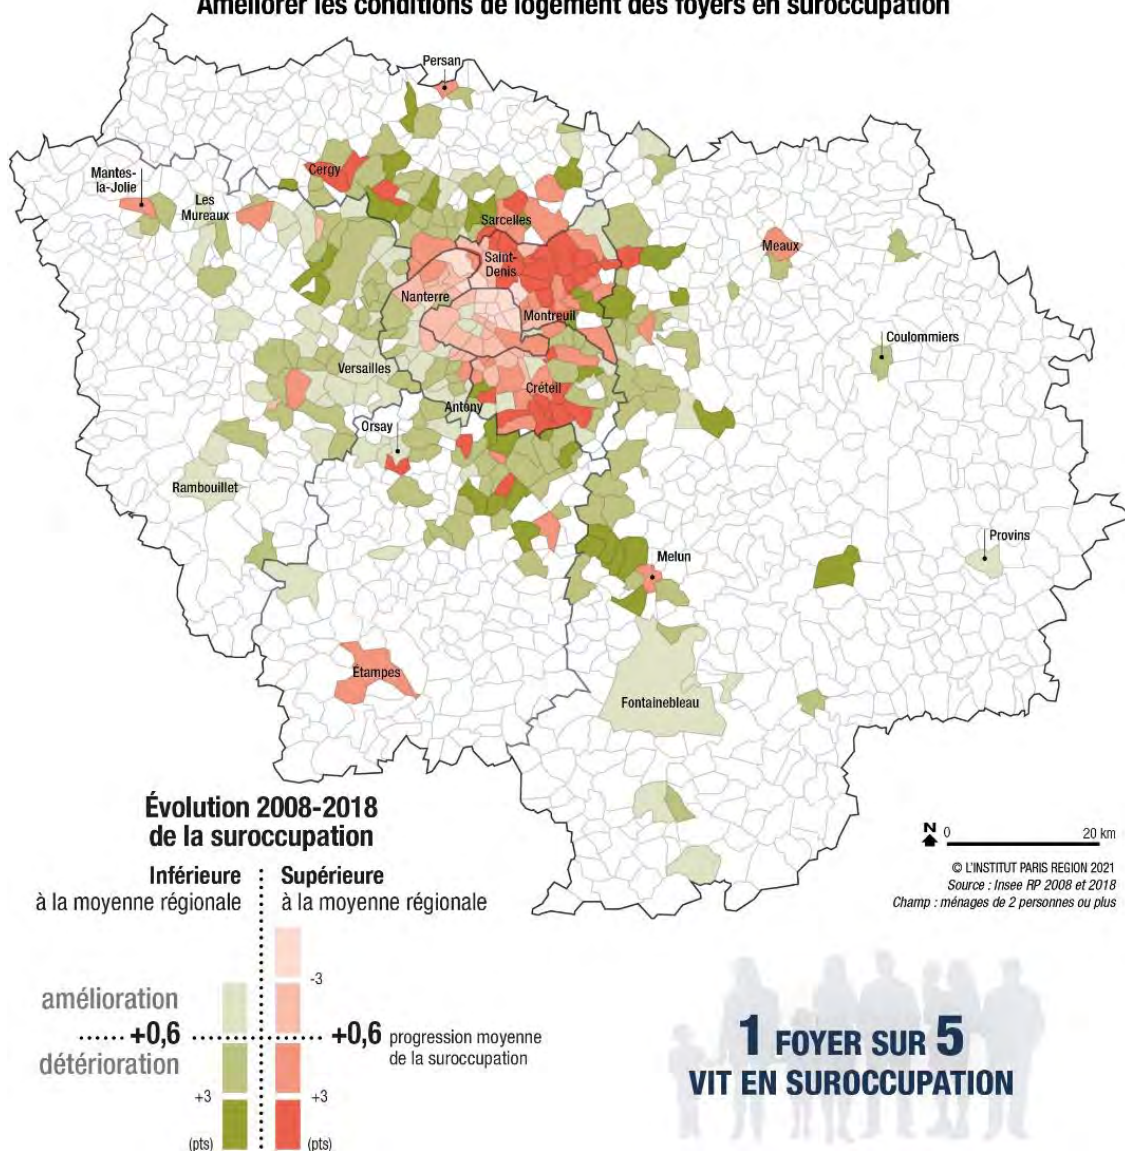 Améliorer les conditions de logement des foyers en suroccupation
Persan
Cergy
Mantes-
la-Jolie
Les
Mureaux
Sarcelles
Saint-
Denis
Meaux
Nanterre
Montreuil
Coulommiers
Versailles
Créteil
Antony
Orsay
Rambouillet
Provins
Melun
Étampes
Fontainebleau
Évolution 2008-2018
de la suroccupation
Inférieure
à la moyenne régionale
Supérieure
à la moyenne régionale
-3
amélioration
+0,6
+0,6 progression moyenne
de la suroccupation
détérioration
+3
+3
(pts)
(pts)
N
0
20 km
© L'INSTITUT PARIS REGION 2021
Source : Insee RP 2008 et 2018
Champ : ménages de 2 personnes ou plus
1 FOYER SUR 5
VIT EN SUROCCUPATION